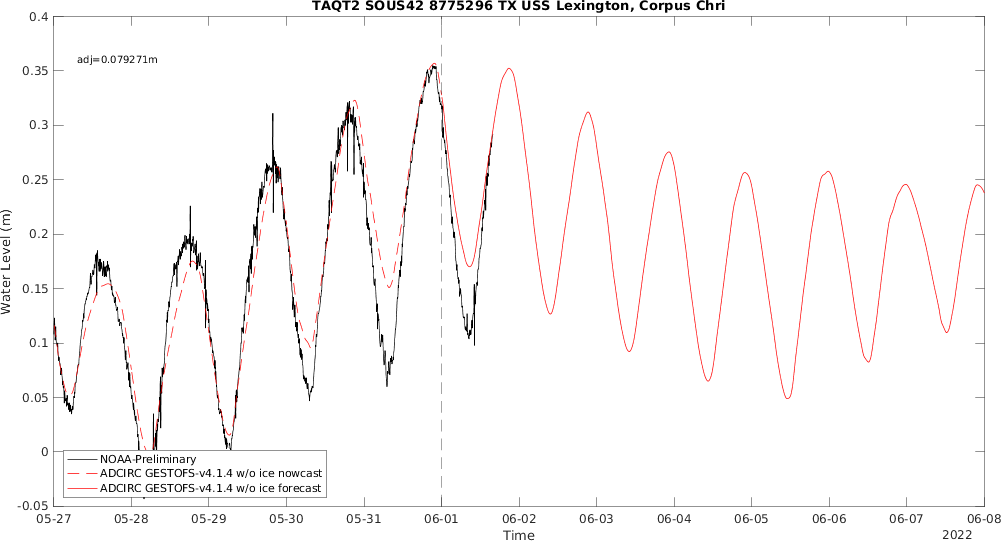 TAQT2 SOUS42 8775296 TX USS Lexington, Corpus Chri
0.4
0.35
0.3
0.25
0.2
0.15
0.1
0.05
0
-0.05
Water Level (m)
adj=0.079271m
NOAA-Preliminary
ADCIRC GESTOFS-v4.1.4 w/o ice nowcast
ADCIRC GESTOFS-v4.1.4 w/o ice forecast
05-27 05-28 05-29 05-30 05-31 06-01 06-02 06-03 06-04 06-05 06-06 06-07 06-08
Time
2022